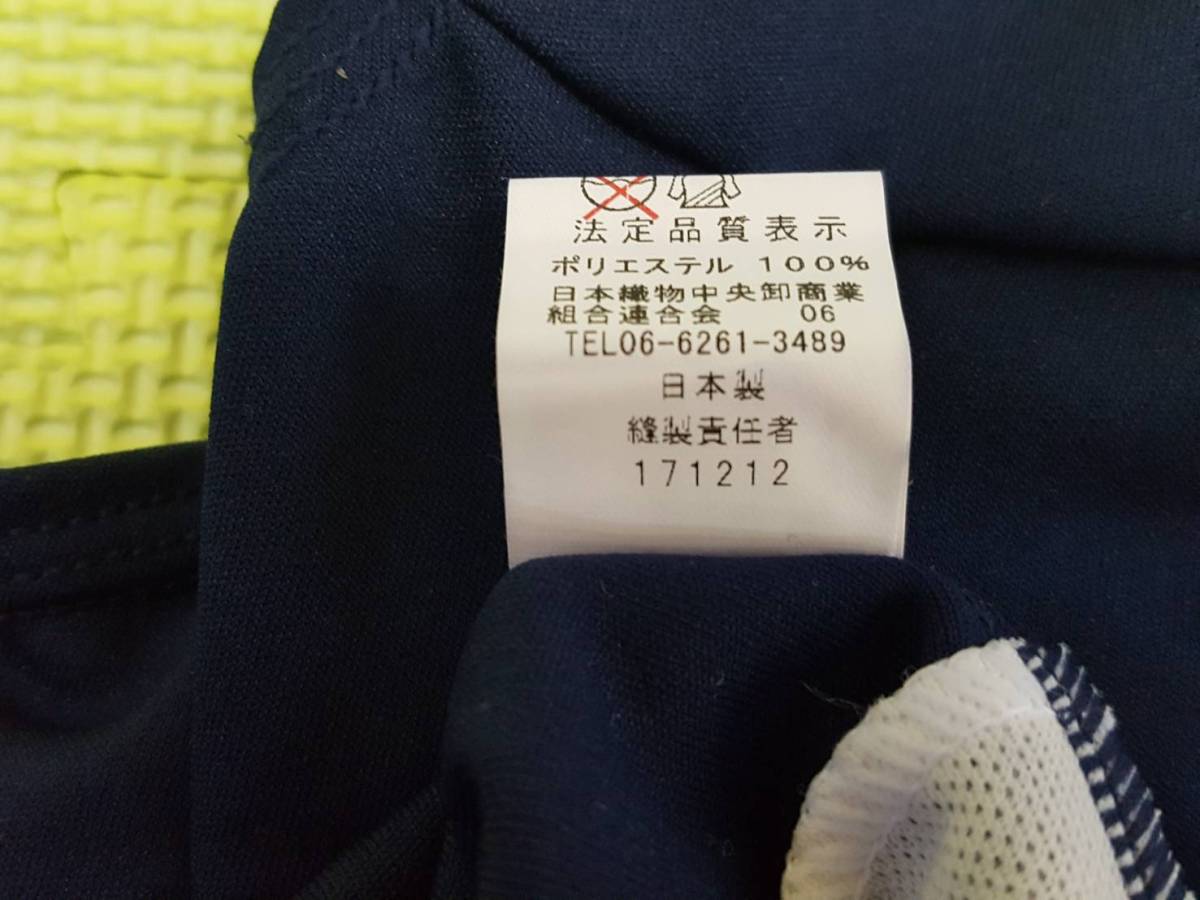 法定品質表示
ポリエステル 100%
日本織物中央卸商業
組合連合会 06
TEL06-6261-3489
日本製
縫製責任者
171212